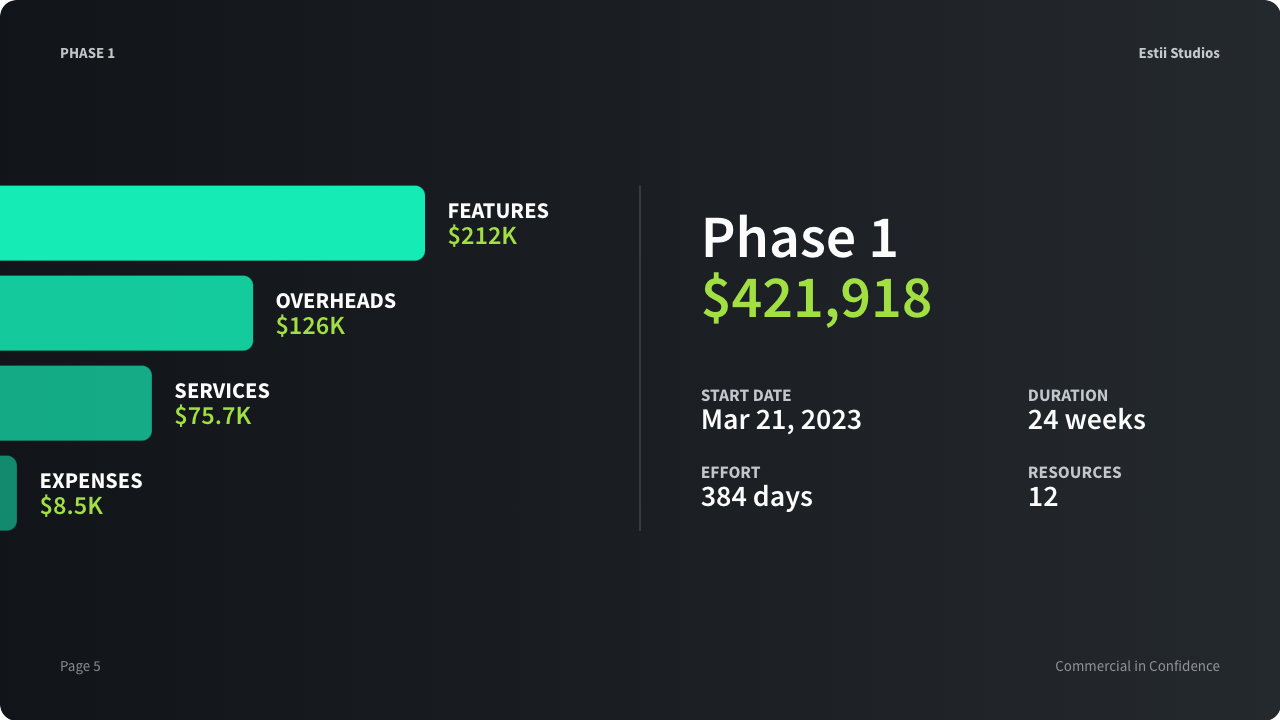 PHASE 1
Estii Studios
FEATURES
$212K
OVERHEADS
$126K
SERVICES
$75.7K
EXPENSES
$8.5K
Phase 1
$421,918
START DATE
Mar 21, 2023
DURATION
24 weeks
EFFORT
384 days
RESOURCES
12
Page 5
Commercial in Confidence